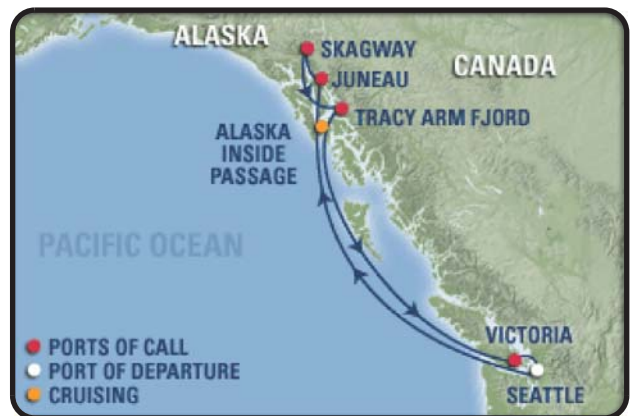 ALASKA
SKAGWAY
JUNEAU
CANADA
TRACY ARM FJORD
ALASKA
INSIDE
PASSAGE
PACIFIC OCEAN
VICTORIA
SEATTLE
PORTS OF CALL
PORT OF DEPARTURE
CRUISING